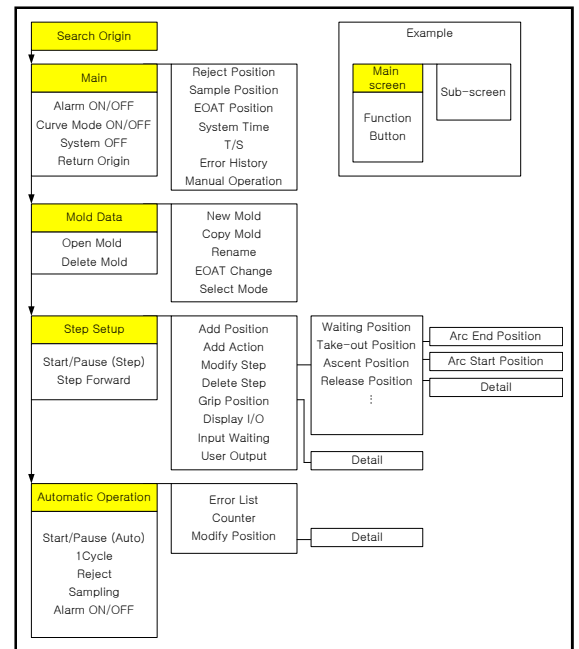 Search Origin
Main
Alarm ON/OFF
Curve Mode ON/OFF
System OFF
Return Origin
Reject Position
Sample Position
EOAT Position
System Time
T/S
Error History
Manual Operation
Example
Main
screen
Function
Button
Sub-screen
Mold Data
Open Mold
Delete Mold
New Mold
Copy Mold
Rename
EOAT Change
Select Mode
Step Setup
Start/Pause (Step)
Step Forward
Add Position
Add Action
Modify Step
Delete Step
Grip Position
Display I/O
Input Waiting
User Output
Waiting Position
Take-out Position
Ascent Position
Release Position
⋮
Arc End Position
Arc Start Position
Detail
Detail
Automatic Operation
Start/Pause (Auto)
1Cycle
Reject
Sampling
Alarm ON/OFF
Error List
Counter
Modify Position
Detail